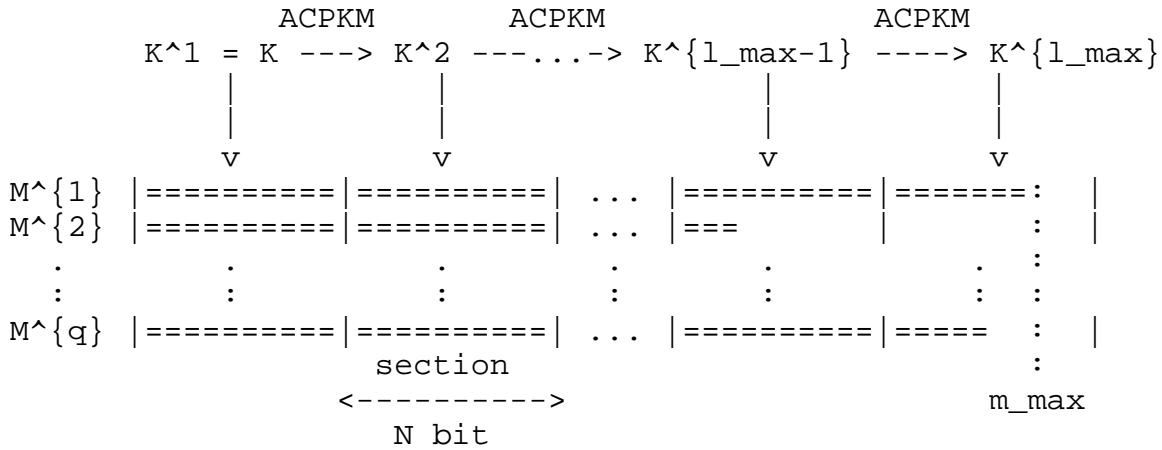 ACPKM          ACPKM                ACPKM
       K^1 = K ---> K^2 ---...-> K^{l_max-1} ----> K^{l_max}
           |          |                |           |
           |          |                |           |
           v          v                v           v
M^{1} |==========|==========| ... |==========|=======:  |
M^{2} |==========|==========| ... |===       |       :  |
  .        .          .        .       .          .  :
  :        :          :        :       :          :  :
M^{q} |==========|==========| ... |==========|=====  :  |
                   section                           :
                 <---------->                      m_max
                    N bit